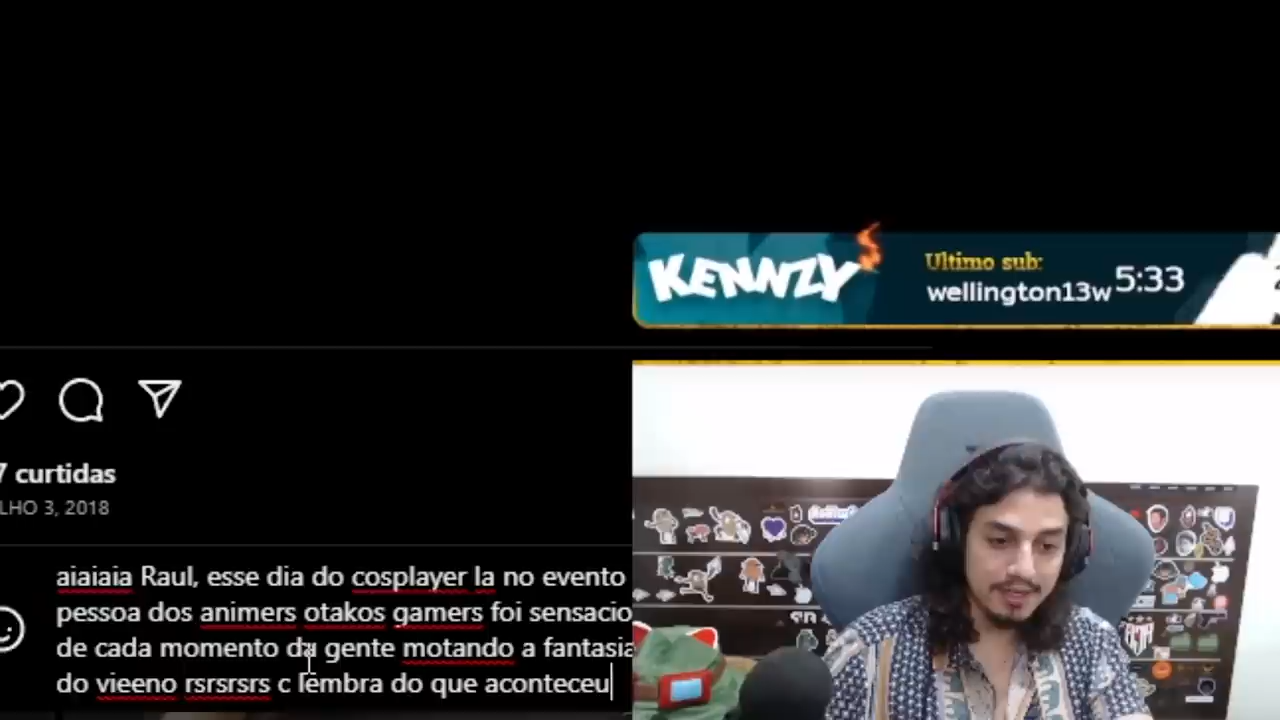 KENNZY
Ultimo sub:
wellington13w
5:33
7 curtidas
LHO 3, 2018
aiaiaia Raul, esse dia do cosplayer la no evento
pessoa dos animers otakos gamers foi sensacio
de cada momento da gente motando a fantasia
do vieeno rsrsrsrs c lembra do que aconteceu